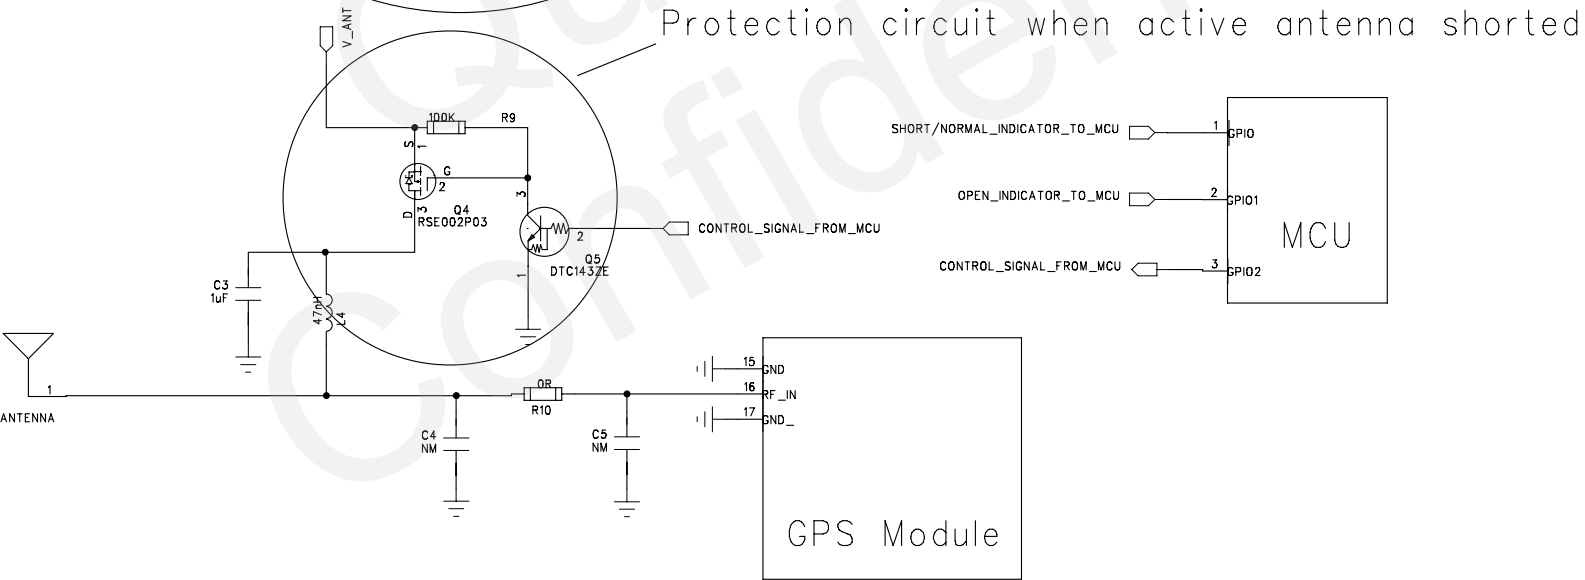 Protection circuit when active antenna shorted
V_ANT
100K
R9
S
1
G
2
D
3
Q4
RSE002P03
3
2
CONTROL_SIGNAL_FROM_MCU
Q5
DTC143ZE
1
SHORT/NORMAL_INDICATOR_TO_MCU
1
GPIO
OPEN_INDICATOR_TO_MCU
2
GPIO1
CONTROL_SIGNAL_FROM_MCU
3
GPIO2
MCU
C3
1uF
47nH
L4
1
ANTENNA
0R
R10
C4
NM
C5
NM
15
GND
16
RF_IN
17
GND_
GPS Module
Confiden